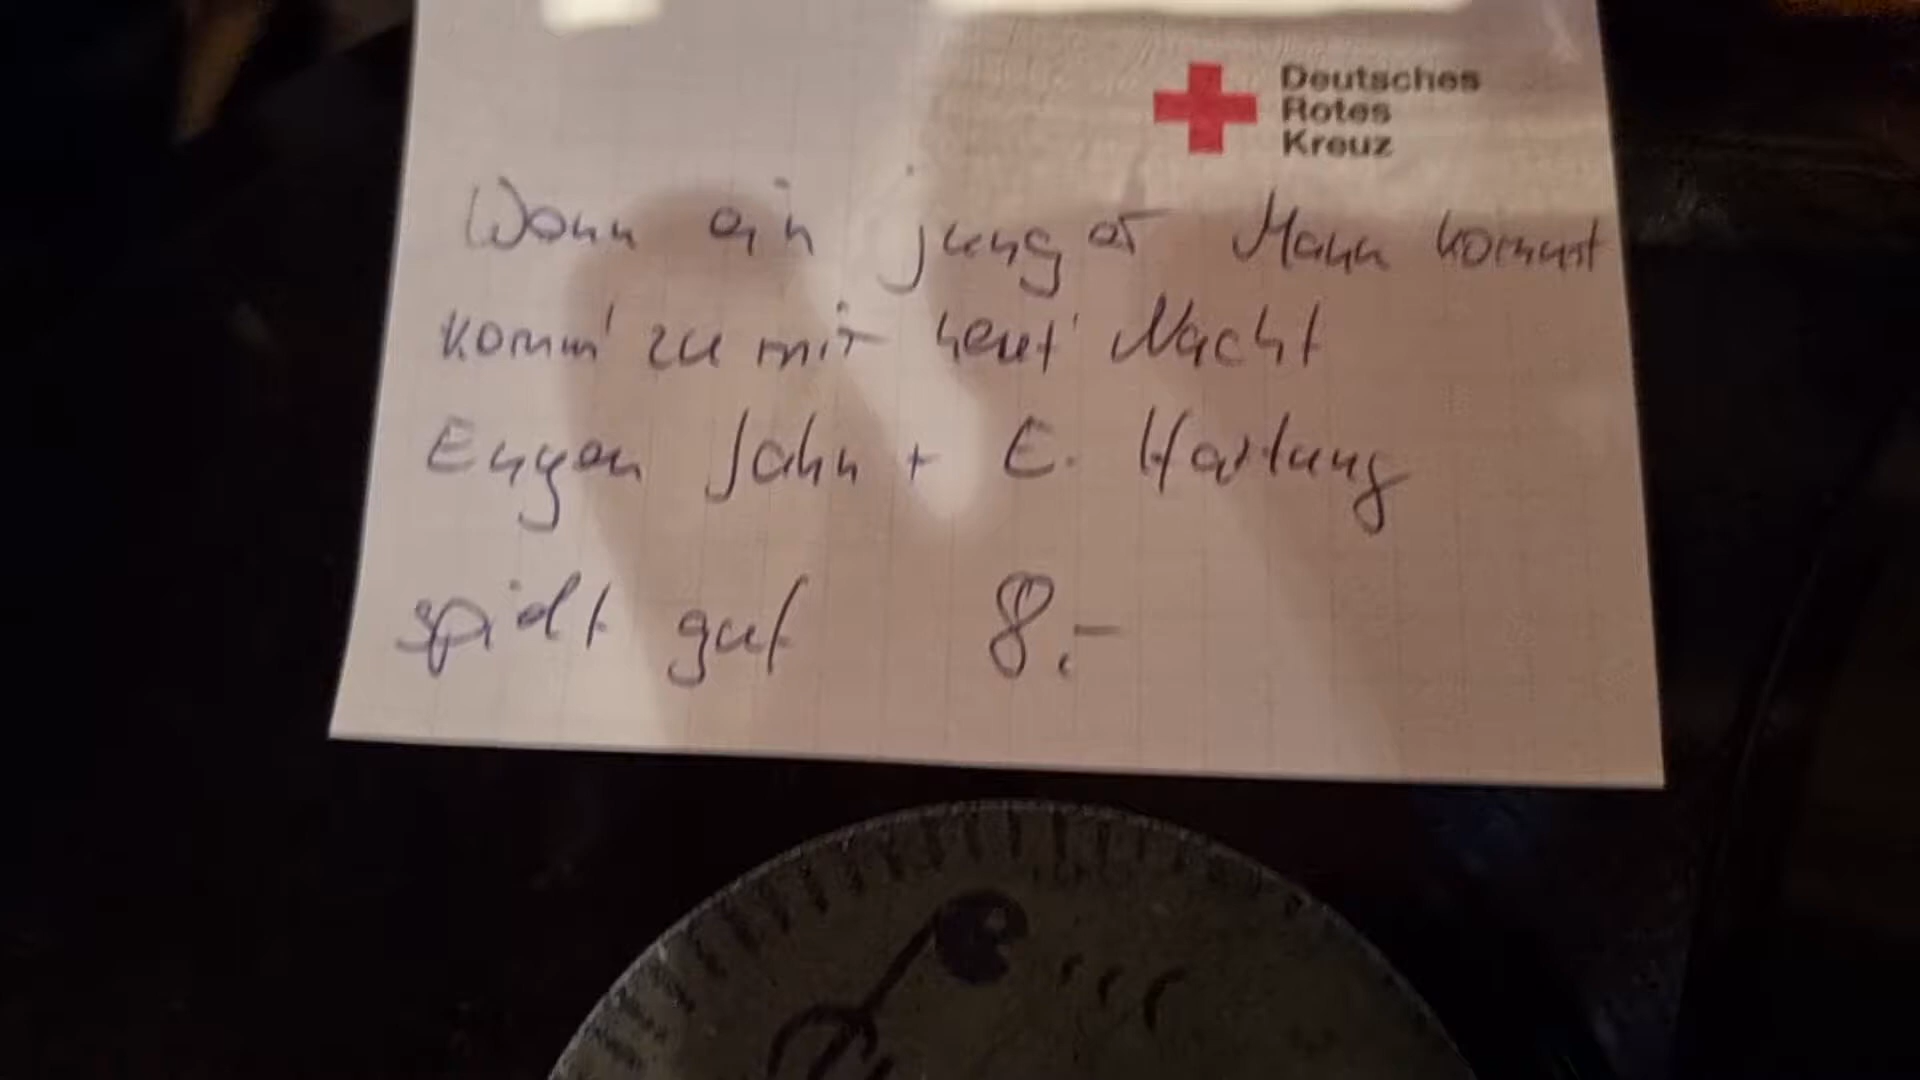 Deutsches
Rotes
Kreuz
Wenn ein junger Mann kommt
komm' zu mir heut' Nacht
Eugen Jahn + E. Hartung
spielt gut 8.-